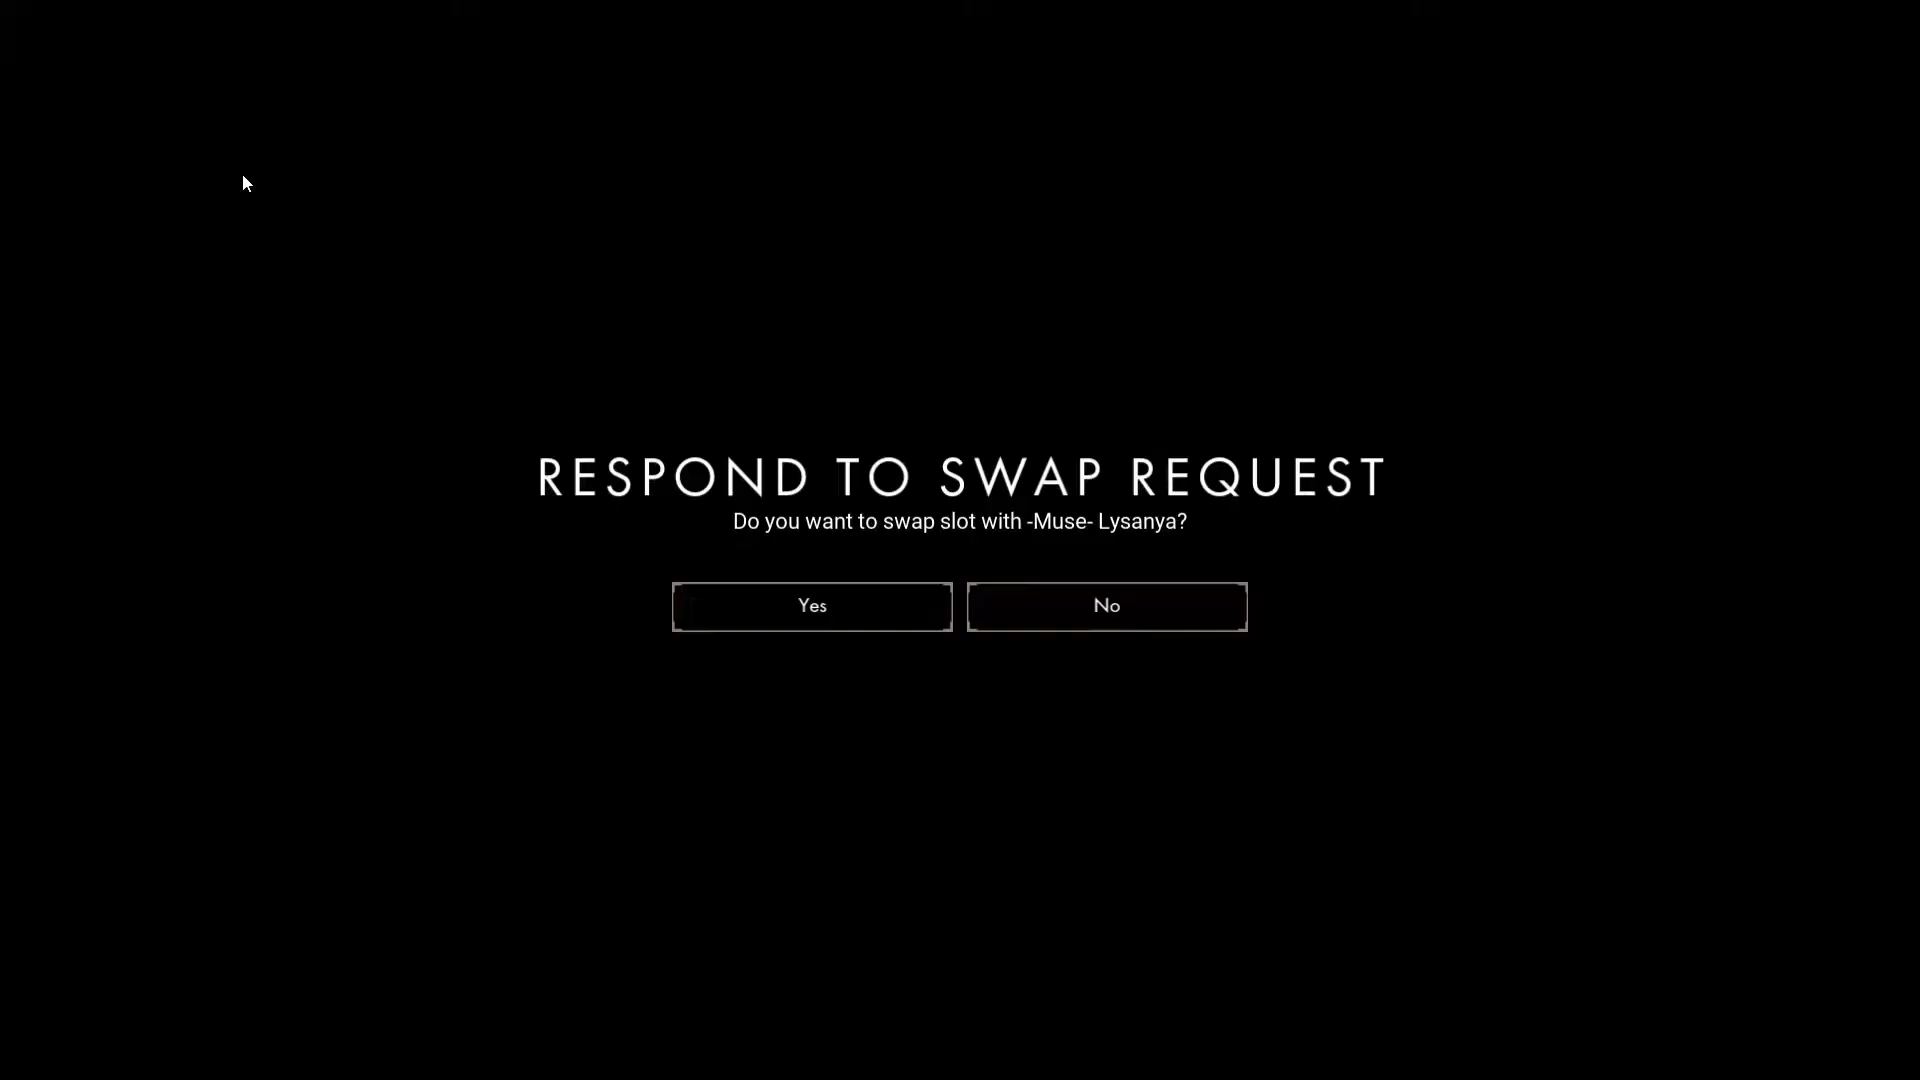 RESPOND TO SWAP REQUEST
Do you want to swap slot with -Muse- Lysanya?
Yes
No